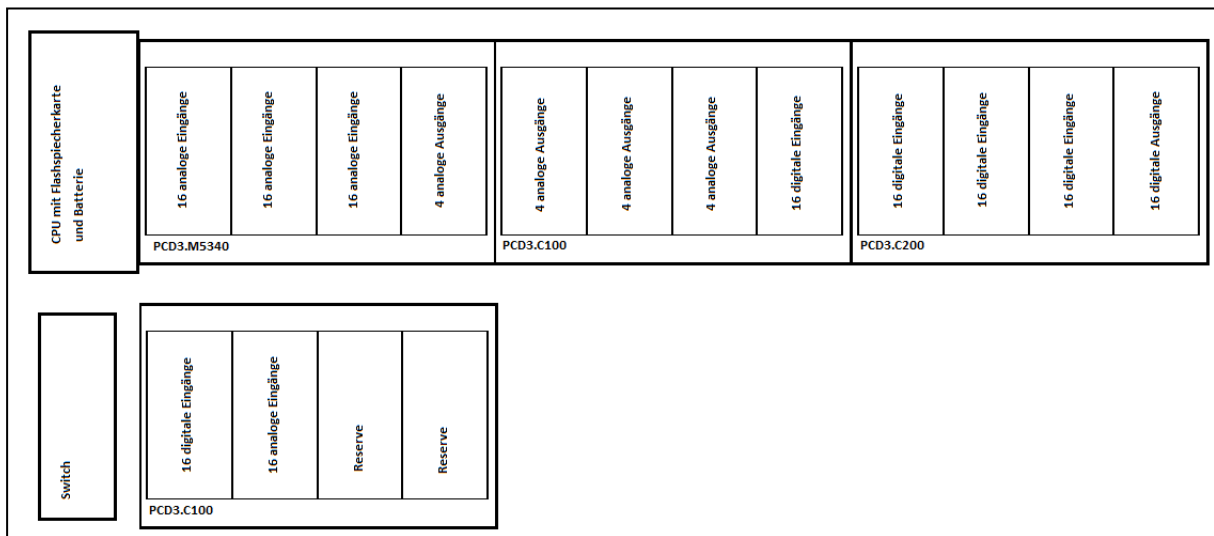 CPU mit Flashspiecherkarte
und Batterie
16 analoge Eingänge
16 analoge Eingänge
16 analoge Eingänge
4 analoge Ausgänge
PCD3.M5340
4 analoge Ausgänge
4 analoge Ausgänge
4 analoge Ausgänge
16 digitale Eingänge
PCD3.C100
16 digitale Eingänge
16 digitale Eingänge
16 digitale Eingänge
16 digitale Ausgänge
PCD3.C200
Switch
16 digitale Eingänge
16 analoge Eingänge
Reserve
Reserve
PCD3.C100